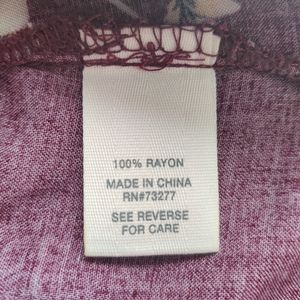 100% RAYON
MADE IN CHINA
RN#73277
SEE REVERSE
FOR CARE